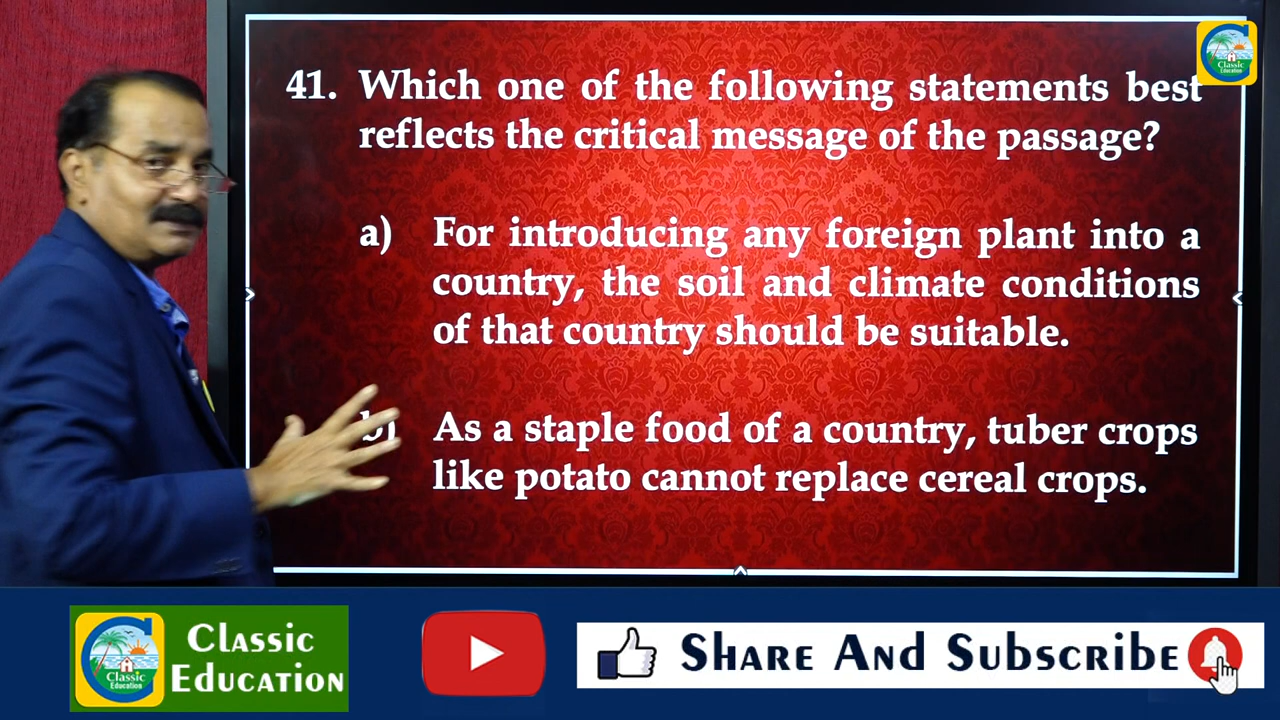 Classic
Education
41. Which one of the following statements best
reflects the critical message of the passage?
a) For introducing any foreign plant into a
country, the soil and climate conditions
of that country should be suitable.
b) As a staple food of a country, tuber crops
like potato cannot replace cereal crops.
Classic
Education
Classic
Education
Share And Subscribe